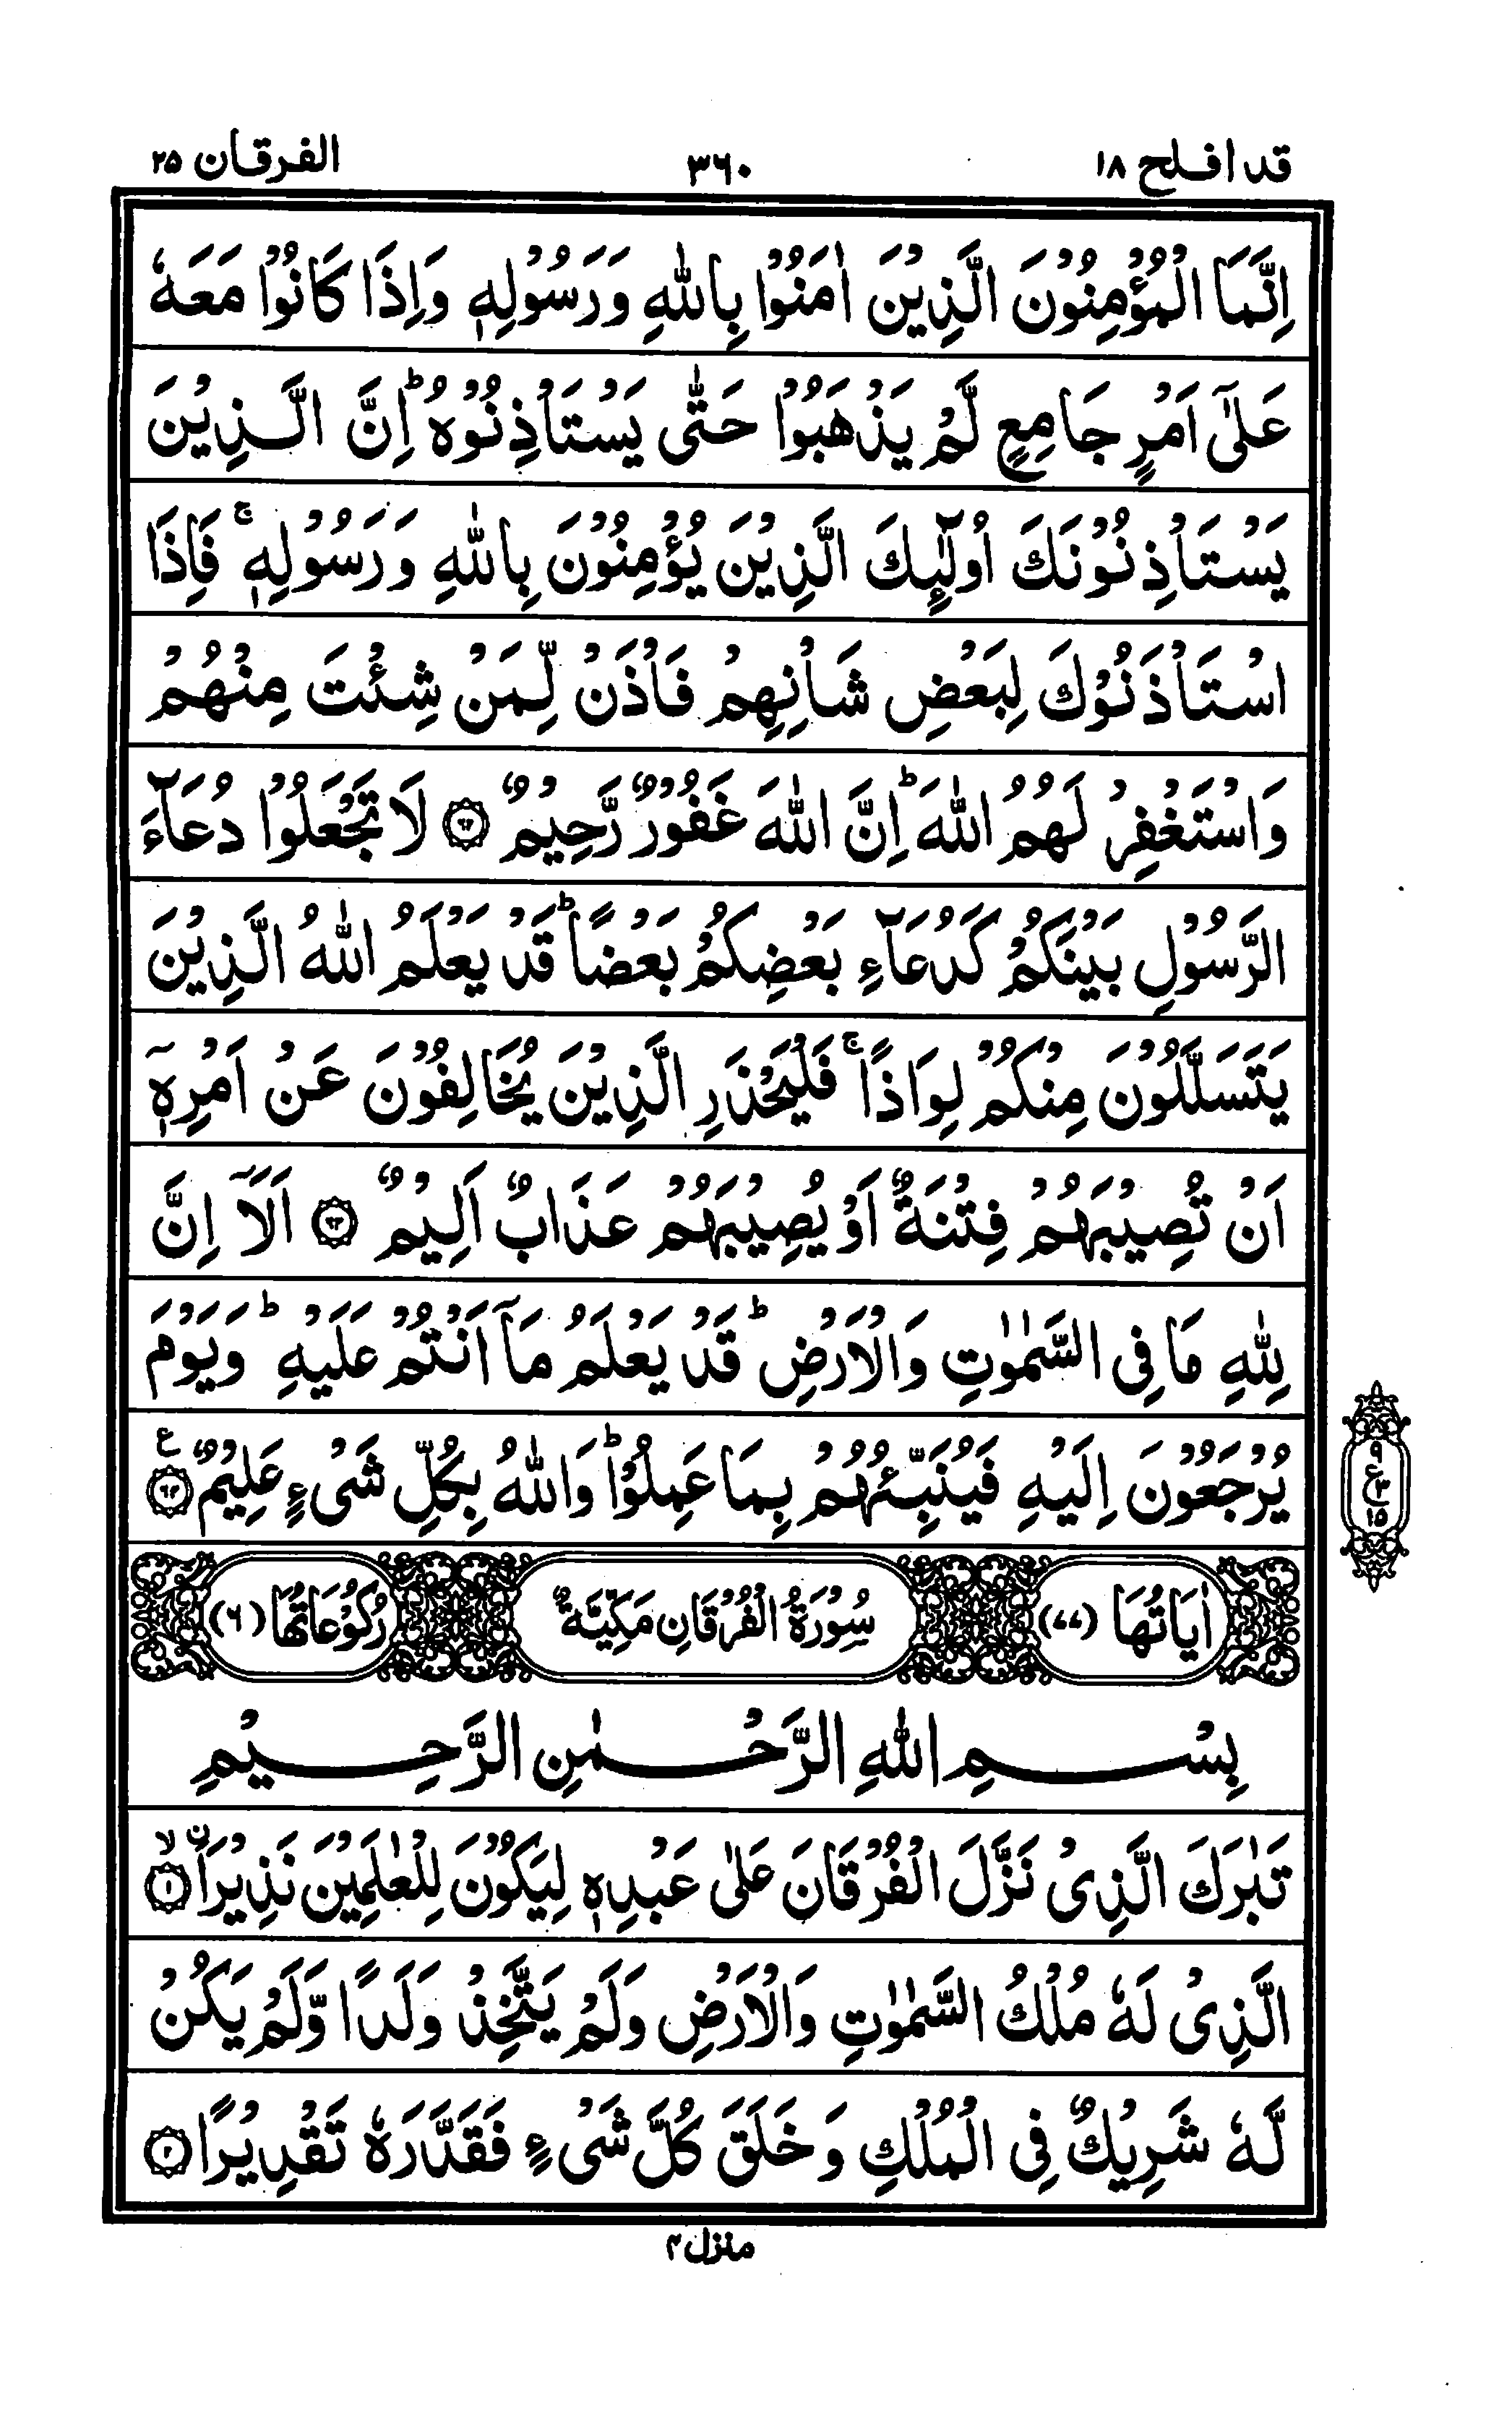 قد افلح ١٨
٣٦٠
الفرقان ٢٥
اِنَّمَا الْمُؤْمِنُوْنَ الَّذِيْنَ اٰمَنُوْا بِاللّٰهِ وَرَسُوْلِهٖ وَاِذَا كَانُوْا مَعَهٗ
عَلٰٓى اَمْرٍ جَامِعٍ لَّمْ يَذْهَبُوْا حَتّٰى يَسْتَاْذِنُوْهُ ؕ اِنَّ الَّذِيْنَ
يَسْتَاْذِنُوْنَكَ اُولٰٓئِكَ الَّذِيْنَ يُؤْمِنُوْنَ بِاللّٰهِ وَرَسُوْلِهٖ ۚ فَاِذَا
اسْتَاْذَنُوْكَ لِبَعْضِ شَاْنِهِمْ فَاْذَنْ لِّمَنْ شِئْتَ مِنْهُمْ
وَاسْتَغْفِرْ لَهُمُ اللّٰهَ ؕ اِنَّ اللّٰهَ غَفُوْرٌ رَّحِيْمٌ ۝٦٢ لَا تَجْعَلُوْا دُعَآءَ
الرَّسُوْلِ بَيْنَكُمْ كَدُعَآءِ بَعْضِكُمْ بَعْضًا ؕ قَدْ يَعْلَمُ اللّٰهُ الَّذِيْنَ
يَتَسَلَّلُوْنَ مِنْكُمْ لِوَاذًا ۚ فَلْيَحْذَرِ الَّذِيْنَ يُخَالِفُوْنَ عَنْ اَمْرِهٖٓ
اَنْ تُصِيْبَهُمْ فِتْنَةٌ اَوْ يُصِيْبَهُمْ عَذَابٌ اَلِيْمٌ ۝٦٣ اَلَآ اِنَّ
لِلّٰهِ مَا فِى السَّمٰوٰتِ وَالْاَرْضِ ؕ قَدْ يَعْلَمُ مَآ اَنْتُمْ عَلَيْهِ ؕ وَيَوْمَ
يُرْجَعُوْنَ اِلَيْهِ فَيُنَبِّئُهُمْ بِمَا عَمِلُوْا ؕ وَاللّٰهُ بِكُلِّ شَىْءٍ عَلِيْمٌ ۝٦٤ ع
٩
ع ٣
١٥
اٰيَاتُهَا (٧٧)
سُوْرَةُ الْفُرْقَانِ مَكِّيَّةٌ
رُكُوْعَاتُهَا (٦)
بِسْمِ اللّٰهِ الرَّحْمٰنِ الرَّحِيْمِ
تَبٰرَكَ الَّذِىْ نَزَّلَ الْفُرْقَانَ عَلٰى عَبْدِهٖ لِيَكُوْنَ لِلْعٰلَمِيْنَ نَذِيْرَاۨ ۙ ۝١
الَّذِىْ لَهٗ مُلْكُ السَّمٰوٰتِ وَالْاَرْضِ وَلَمْ يَتَّخِذْ وَلَدًا وَّلَمْ يَكُنْ
لَّهٗ شَرِيْكٌ فِى الْمُلْكِ وَخَلَقَ كُلَّ شَىْءٍ فَقَدَّرَهٗ تَقْدِيْرًا ۝٢
منزل ٤